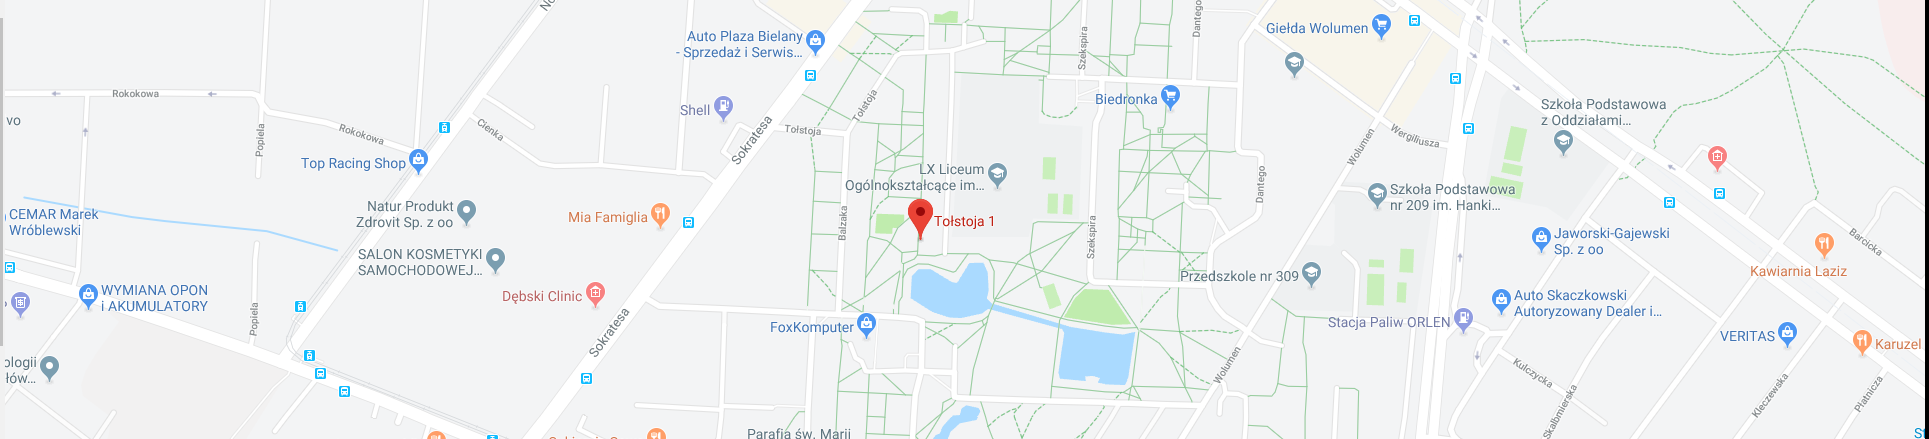 No
Auto Plaza Bielany
- Sprzedaż i Serwis...
Giełda Wolumen
Szekspira
Dantego
Rokokowa
Shell
Tołstoja
Biedronka
Szkoła Podstawowa
z Oddziałami...
wo
Popiela
Rokokowa
Cienka
Sokratesa
Tołstoja
Wolumen
Wergiliusza
Top Racing Shop
LX Liceum
Ogólnokształcące im...
Dantego
Szkoła Podstawowa
nr 209 im. Hanki...
Natur Produkt
Zdrovit Sp. z oo
Mia Famiglia
Balzaka
Tołstoja 1
Szekspira
CEMAR Marek
Wróblewski
Jaworski-Gajewski
Sp. z oo
Barcicka
SALON KOSMETYKI
SAMOCHODOWEJ...
Przedszkole nr 309
Kawiarnia Laziz
WYMIANA OPON
i AKUMULATORY
Dębski Clinic
Auto Skaczkowski
Autoryzowany Dealer i...
Popiela
Sokratesa
FoxKomputer
Stacja Paliw ORLEN
VERITAS
Karuzel
ologii
łów...
Wolumen
Kulczycka
Skalbmierska
Kleczewska
Płatnicza
Parafia św. Marii
St